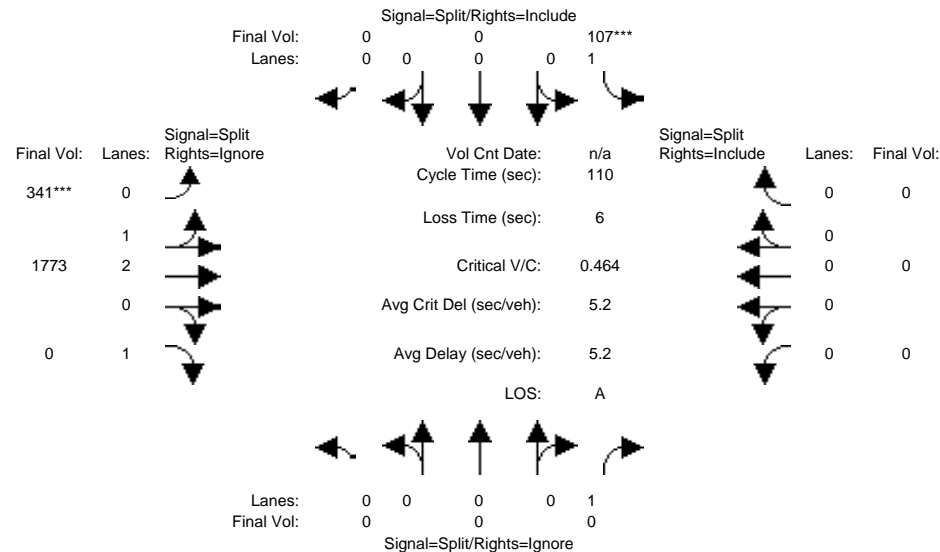 Signal=Split/Rights=Include
Final Vol: 0 0 107***
Lanes: 0 0 0 0 1
Signal=Split
Final Vol: Lanes: Rights=Ignore
Vol Cnt Date: n/a
Signal=Split
Rights=Include Lanes: Final Vol:
Cycle Time (sec): 110
341*** 0
0 0
Loss Time (sec): 6
1
0
1773 2
Critical V/C: 0.464
0 0
0
Avg Crit Del (sec/veh): 5.2
0
0 1
Avg Delay (sec/veh): 5.2
0 0
LOS: A
Lanes: 0 0 0 0 1
Final Vol: 0 0 0
Signal=Split/Rights=Ignore